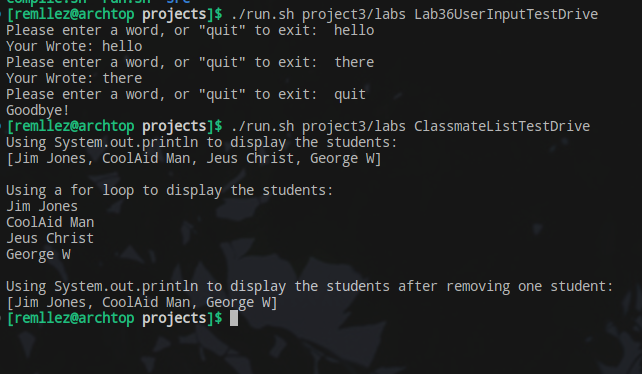 compile.sh run.sh src
[remllez@archtop projects]$ ./run.sh project3/labs Lab36UserInputTestDrive
Please enter a word, or "quit" to exit:  hello
Your Wrote: hello
Please enter a word, or "quit" to exit:  there
Your Wrote: there
Please enter a word, or "quit" to exit:  quit
Goodbye!
[remllez@archtop projects]$ ./run.sh project3/labs ClassmateListTestDrive
Using System.out.println to display the students:
[Jim Jones, CoolAid Man, Jeus Christ, George W]

Using a for loop to display the students:
Jim Jones
CoolAid Man
Jeus Christ
George W

Using System.out.println to display the students after removing one student:
[Jim Jones, CoolAid Man, George W]
[remllez@archtop projects]$